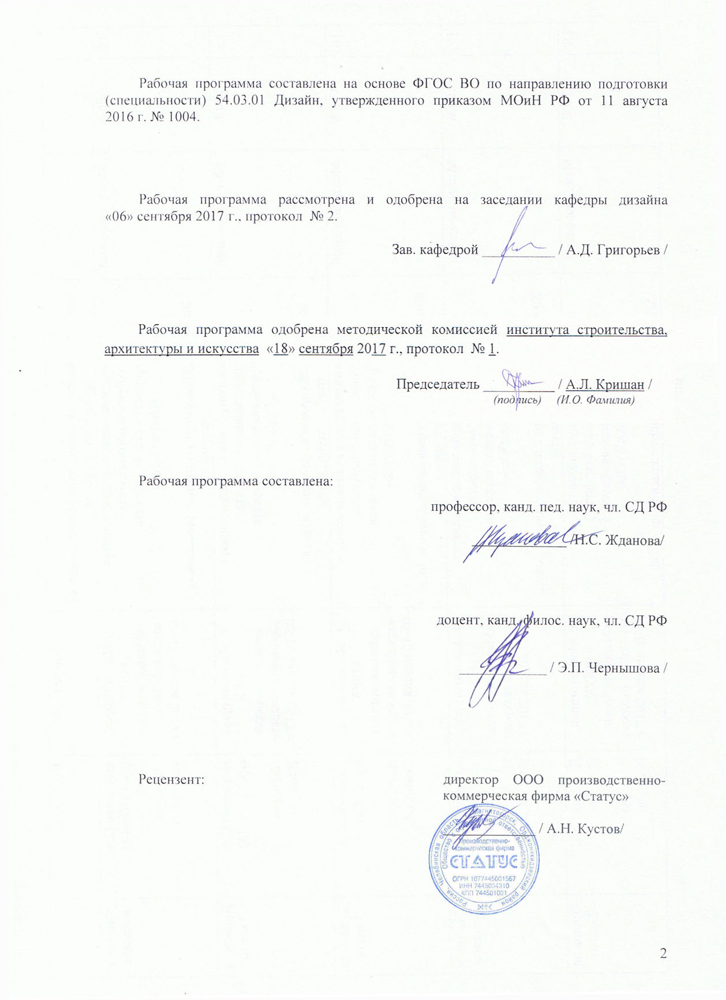 Рабочая программа составлена на основе ФГОС ВО по направлению подготовки
(специальности) 54.03.01 Дизайн, утвержденного приказом МОиН РФ от 11 августа
2016 г. № 1004.
Рабочая программа рассмотрена и одобрена на заседании кафедры дизайна
«06» сентября 2017 г., протокол № 2.
Зав. кафедрой __________ / А.Д. Григорьев /
Рабочая программа одобрена методической комиссией института строительства,
архитектуры и искусства «18» сентября 2017 г., протокол № 1.
Председатель __________ / А.Л. Кришан /
(подпись) (И.О. Фамилия)
Рабочая программа составлена:
профессор, канд. пед. наук, чл. СД РФ
_____________ /Н.С. Жданова/
доцент, канд. филос. наук, чл. СД РФ
____________ / Э.П. Чернышова /
Рецензент:
директор ООО производственно-
коммерческая фирма «Статус»
____________ / А.Н. Кустов/
Россия, Челябинская область, г. Магнитогорск, Орджоникидзевский район
Общество с ограниченной ответственностью
Производственно-
коммерческая фирма
СТАТУС
ОГРН 1077445001567
ИНН 7445034310
КПП 744501001
2